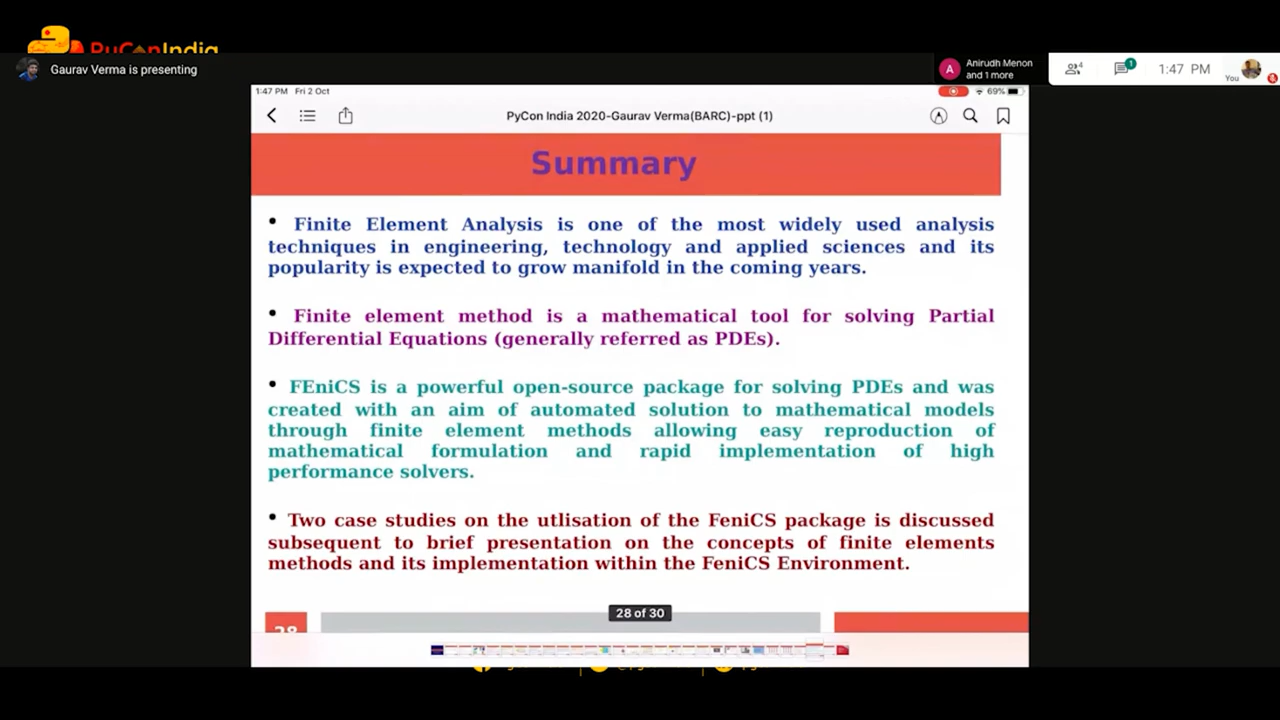 PyConIndia
Gaurav Verma is presenting
A
Anirudh Menon
and 1 more
4
1
1:47 PM
You
1:47 PM Fri 2 Oct
69%
PyCon India 2020-Gaurav Verma(BARC)-ppt (1)
Summary
• Finite Element Analysis is one of the most widely used analysis
techniques in engineering, technology and applied sciences and its
popularity is expected to grow manifold in the coming years.
• Finite element method is a mathematical tool for solving Partial
Differential Equations (generally referred as PDEs).
• FEniCS is a powerful open-source package for solving PDEs and was
created with an aim of automated solution to mathematical models
through finite element methods allowing easy reproduction of
mathematical formulation and rapid implementation of high
performance solvers.
• Two case studies on the utlisation of the FeniCS package is discussed
subsequent to brief presentation on the concepts of finite elements
methods and its implementation within the FeniCS Environment.
28 of 30
28